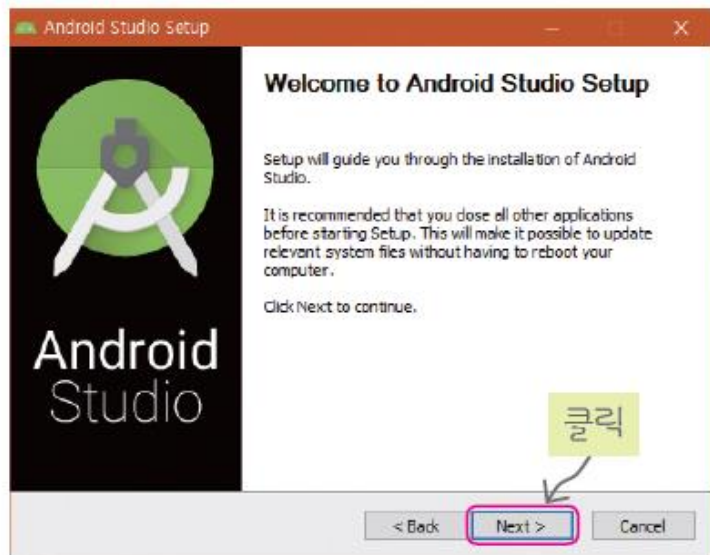 Android Studio Setup
Welcome to Android Studio Setup
Setup will guide you through the installation of Android
Studio.
It is recommended that you close all other applications
before starting Setup. This will make it possible to update
relevant system files without having to reboot your
computer.
Click Next to continue.
Android
Studio
클릭
< Back
Next >
Cancel